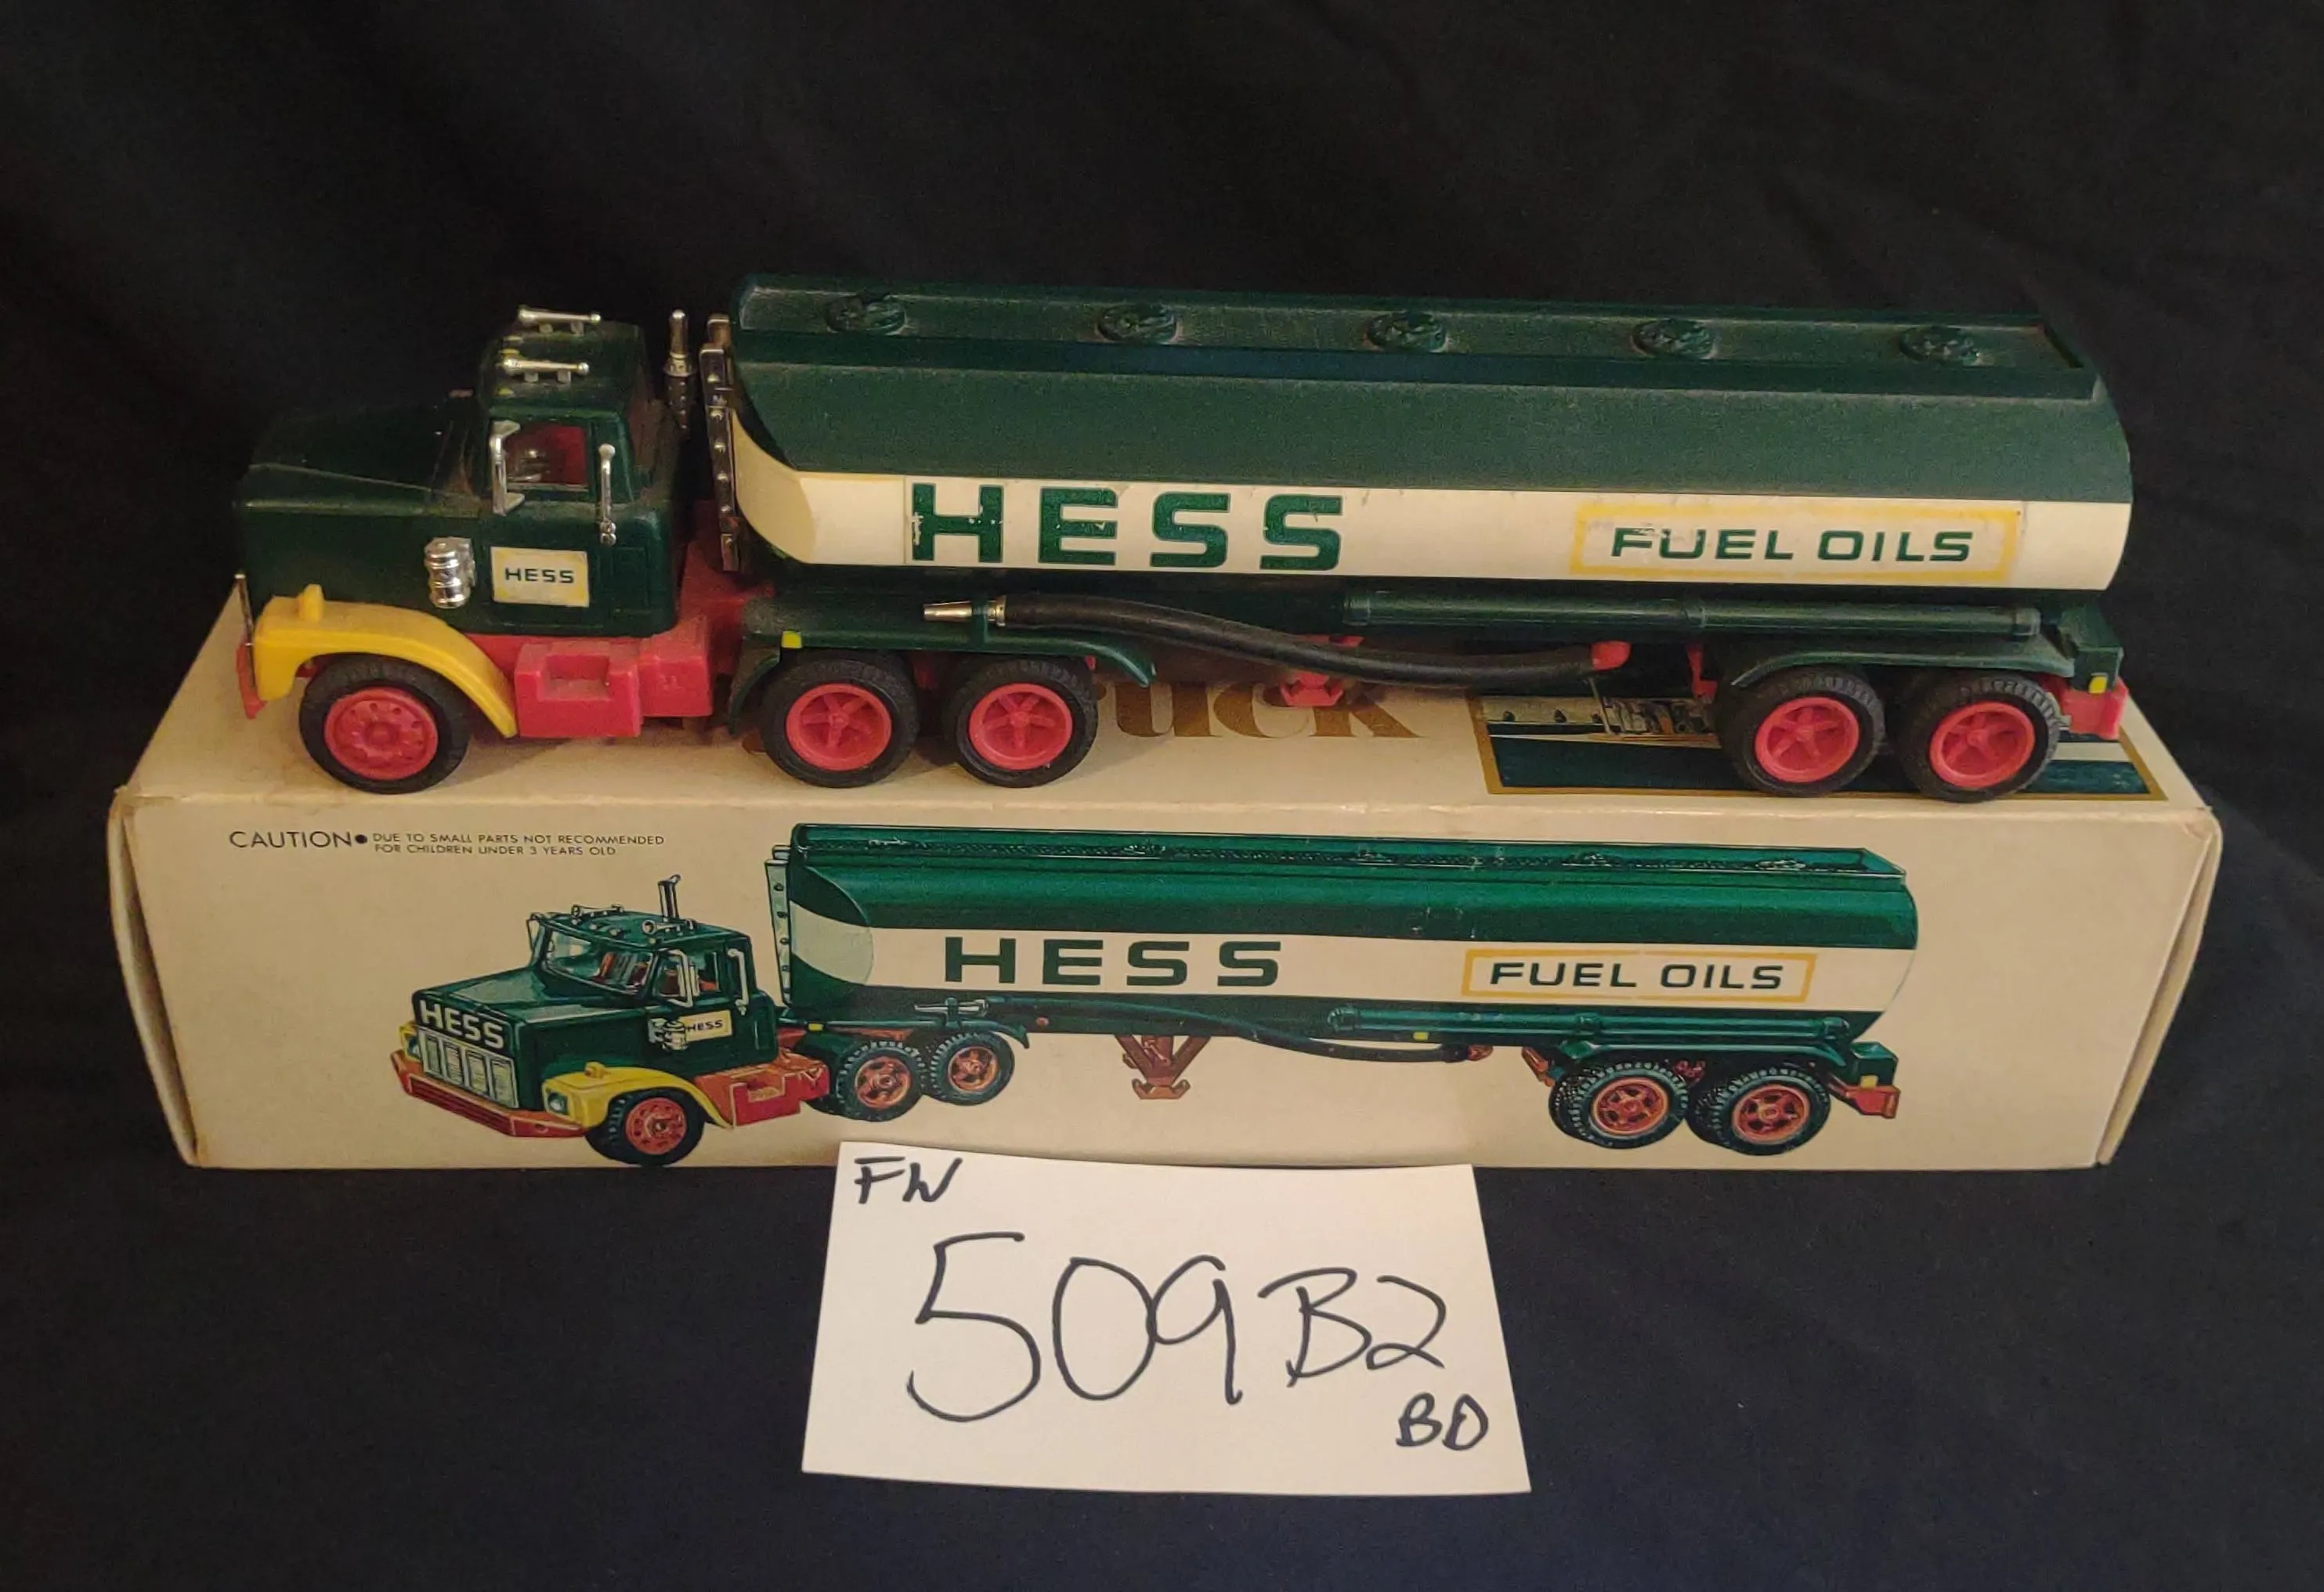 HESS
FUEL OILS
HESS
CAUTION• DUE TO SMALL PARTS NOT RECOMMENDED
FOR CHILDREN UNDER 3 YEARS OLD
HESS
FUEL OILS
HESS
HESS
FW
509B2
BD